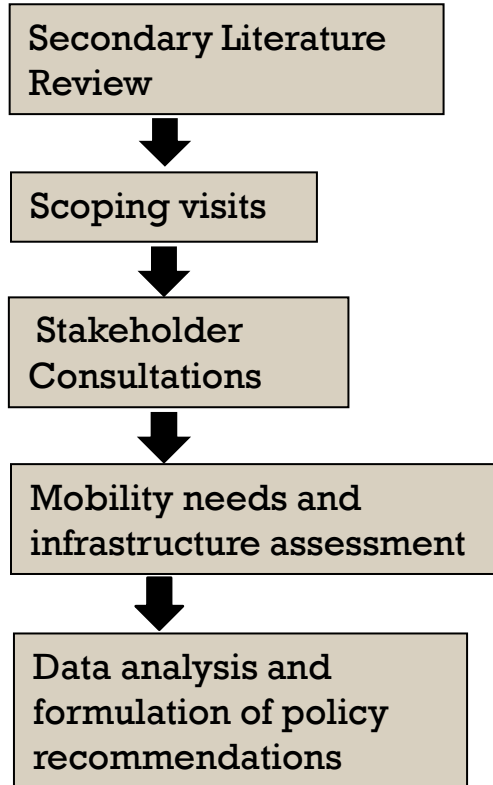 Secondary Literature
Review
Scoping visits
Stakeholder
Consultations
Mobility needs and
infrastructure assessment
Data analysis and
formulation of policy
recommendations